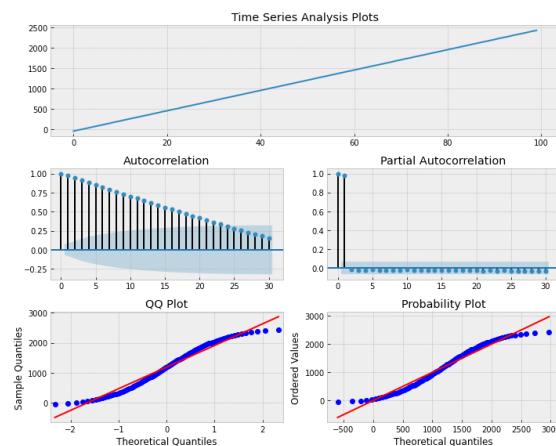 Time Series Analysis Plots
2500
2000
1500
1000
500
0
0 20 40 60 80 100
Autocorrelation Partial Autocorrelation
1.00
0.75
0.50
0.25
0.00
−0.25
0 5 10 15 20 25 30
1.0
0.8
0.6
0.4
0.2
0.0
0 5 10 15 20 25 30
QQ Plot Probability Plot
Sample Quantiles
3000
2000
1000
0
−2 −1 0 1 2
Theoretical Quantiles
Ordered Values
3000
2000
1000
0
−500 0 500 1000 1500 2000 2500 300
Theoretical quantiles